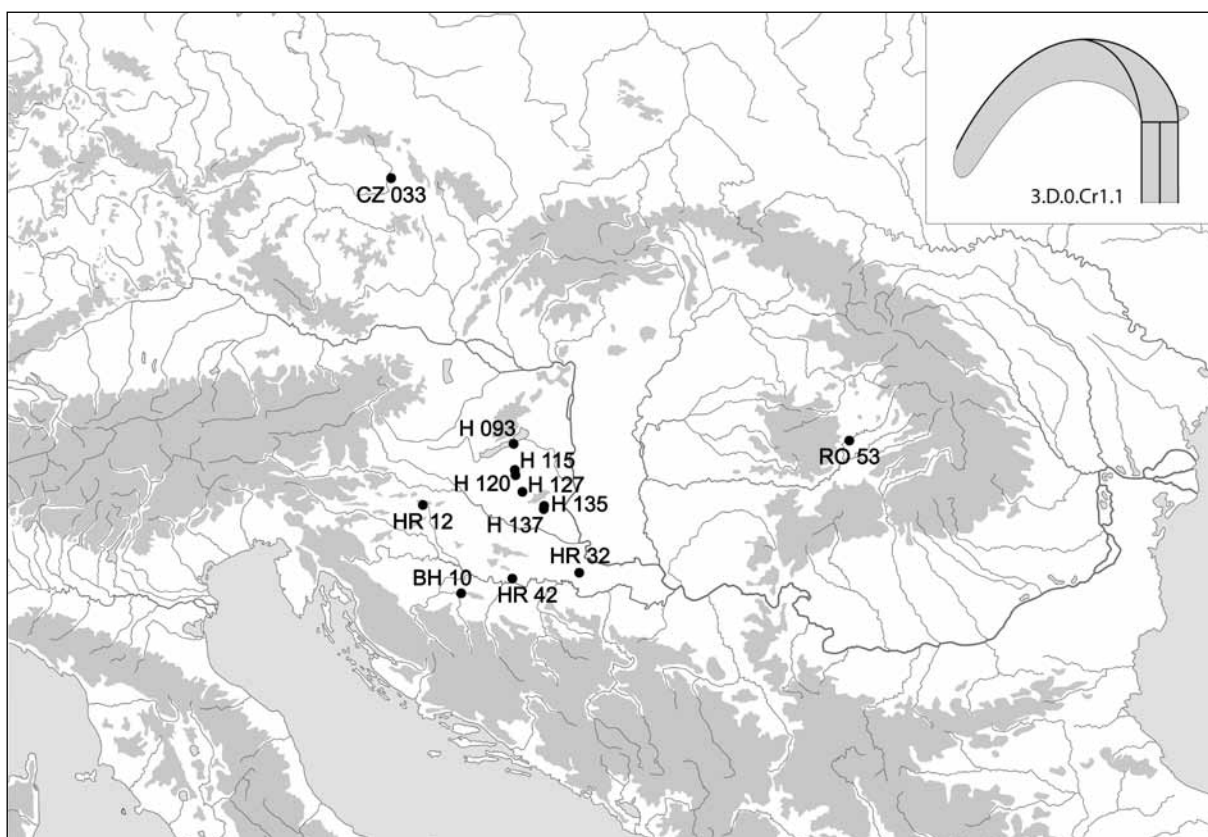 3.D.0.Cr1.1
CZ 033
H 093
H 115
RO 53
H 120
H 127
H 135
HR 12
H 137
HR 32
BH 10
HR 42